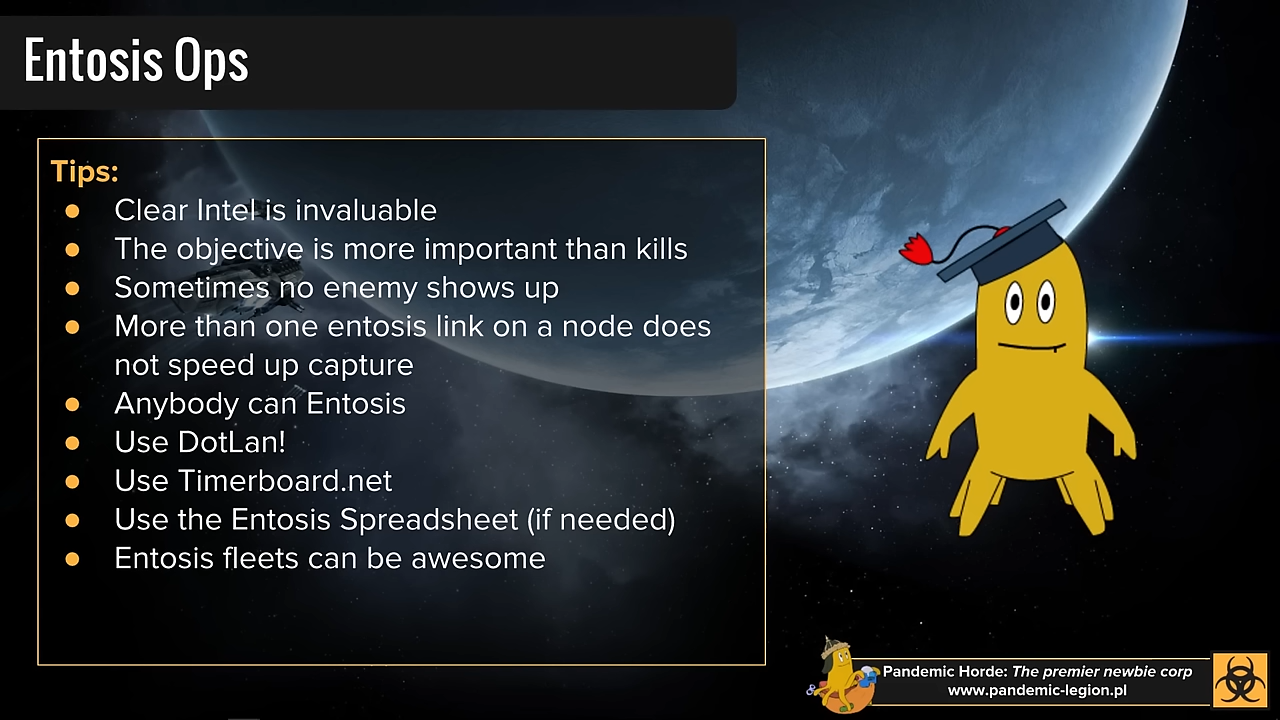 Entosis Ops
Tips:
● Clear Intel is invaluable
● The objective is more important than kills
● Sometimes no enemy shows up
● More than one entosis link on a node does
not speed up capture
● Anybody can Entosis
● Use DotLan!
● Use Timerboard.net
● Use the Entosis Spreadsheet (if needed)
● Entosis fleets can be awesome
Pandemic Horde: The premier newbie corp
www.pandemic-legion.pl